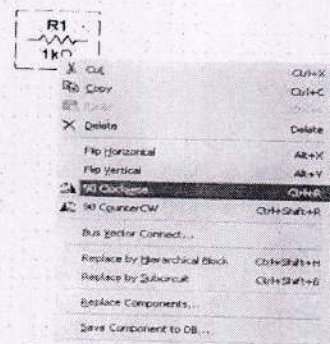 R1
1kΩ
Cut Ctrl+X
Copy Ctrl+C
Delete Delete
Flip Horizontal Alt+X
Flip Vertical Alt+Y
90 Clockwise Ctrl+R
90 CounterCW Ctrl+Shift+R
Bus Vector Connect...
Replace by Hierarchical Block Ctrl+Shift+H
Replace by Subcircuit Ctrl+Shift+B
Replace Components...
Save Component to DB...